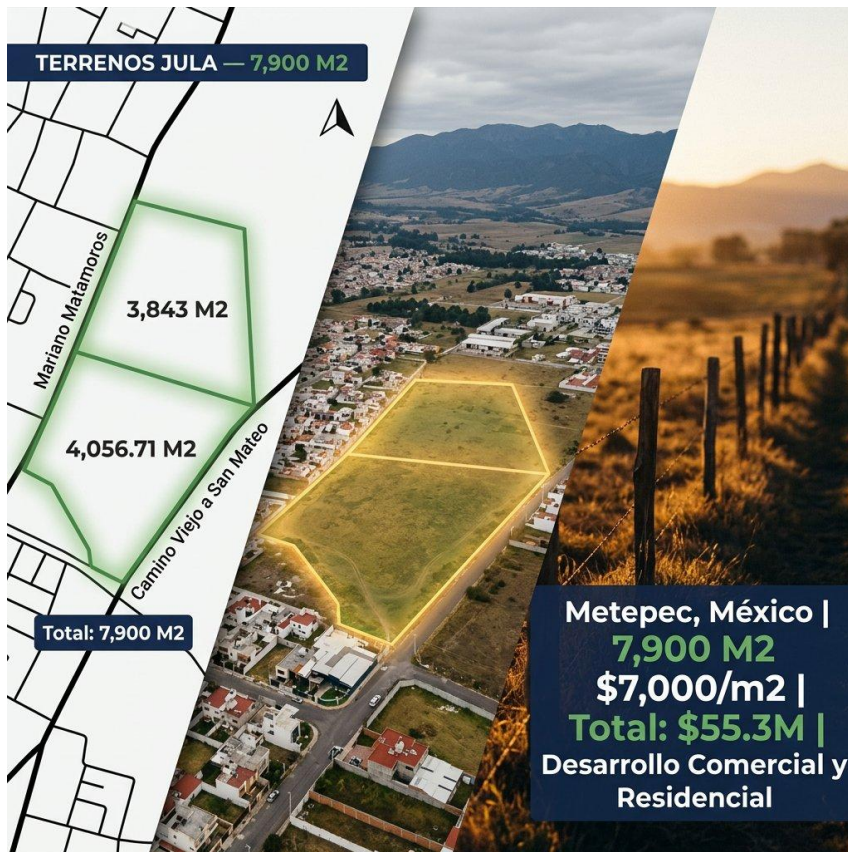 TERRENOS JULA — 7,900 M2
Mariano Matamoros
3,843 M2
4,056.71 M2
Camino Viejo a San Mateo
Total: 7,900 M2
Metepec, México |
7,900 M2
$7,000/m2 |
Total: $55.3M |
Desarrollo Comercial y
Residencial